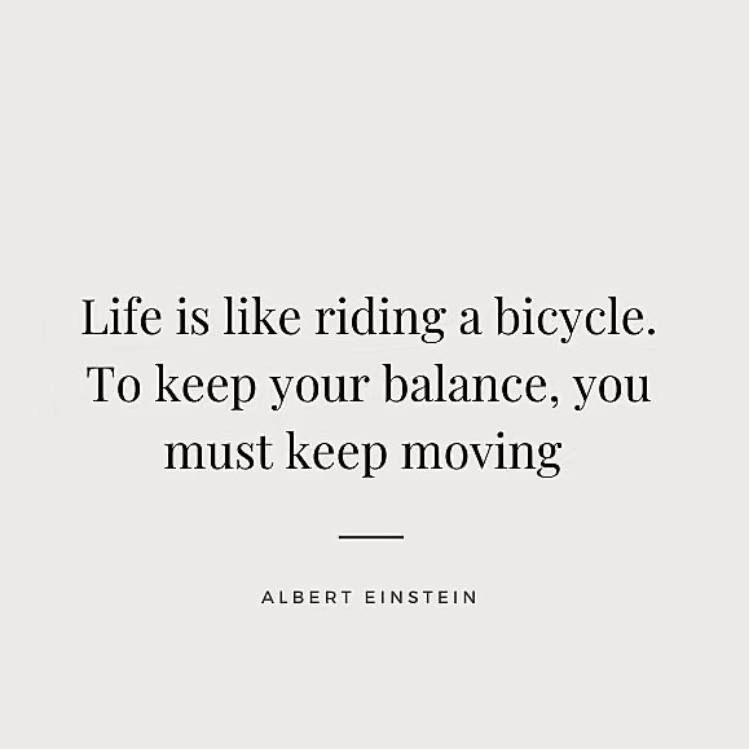 Life is like riding a bicycle.
To keep your balance, you
must keep moving
ALBERT EINSTEIN